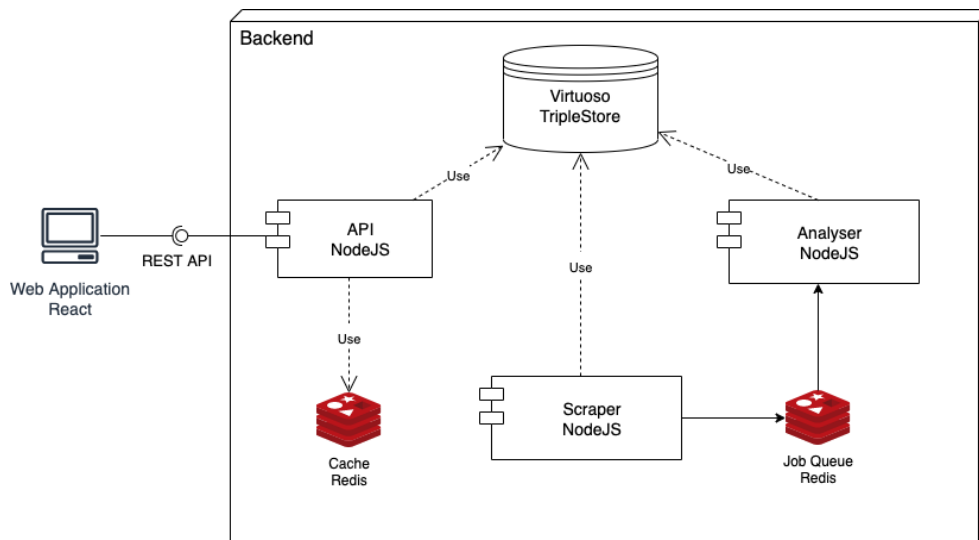 Backend
Virtuoso
TripleStore
Use
Use
API
NodeJS
Analyser
NodeJS
REST API
Web Application
React
Use
Use
Scraper
NodeJS
Cache
Redis
Job Queue
Redis